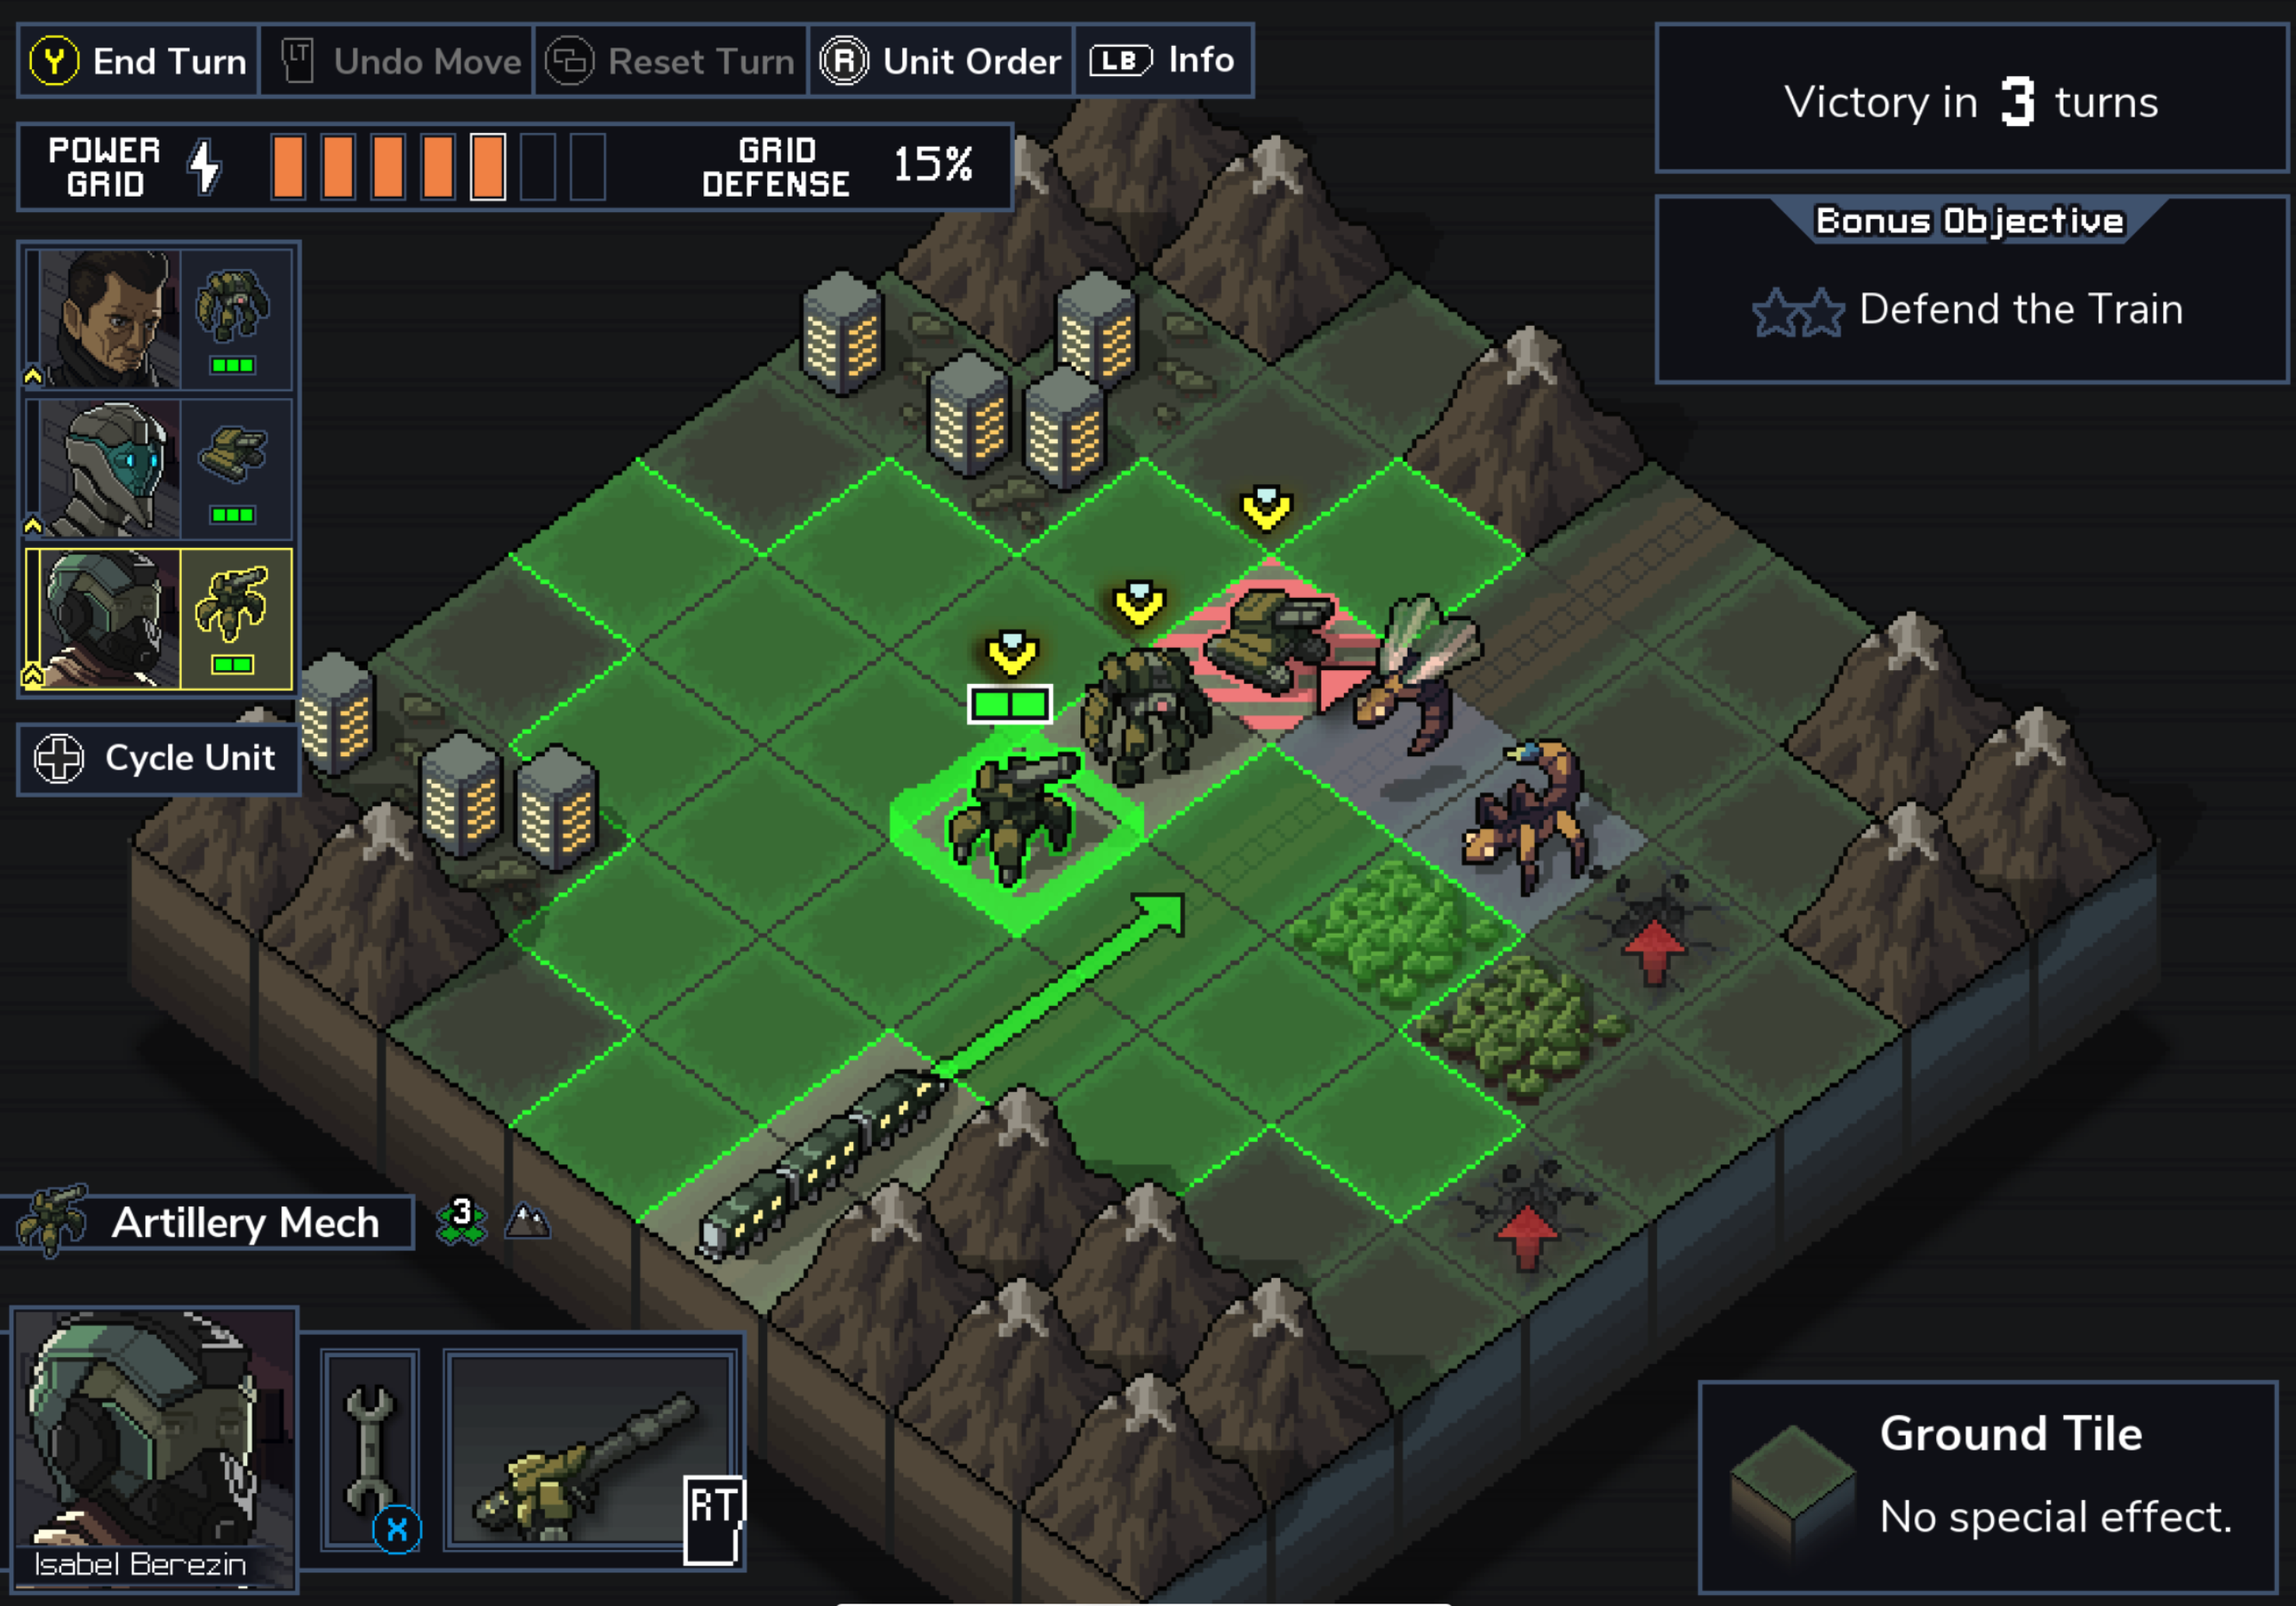 Y End Turn LT Undo Move Reset Turn R Unit Order LB Info
Victory in 3 turns
POWER GRID
GRID DEFENSE 15%
Bonus Objective
Defend the Train
Cycle Unit
Artillery Mech 3
Isabel Berezin
X
RT
Ground Tile
No special effect.